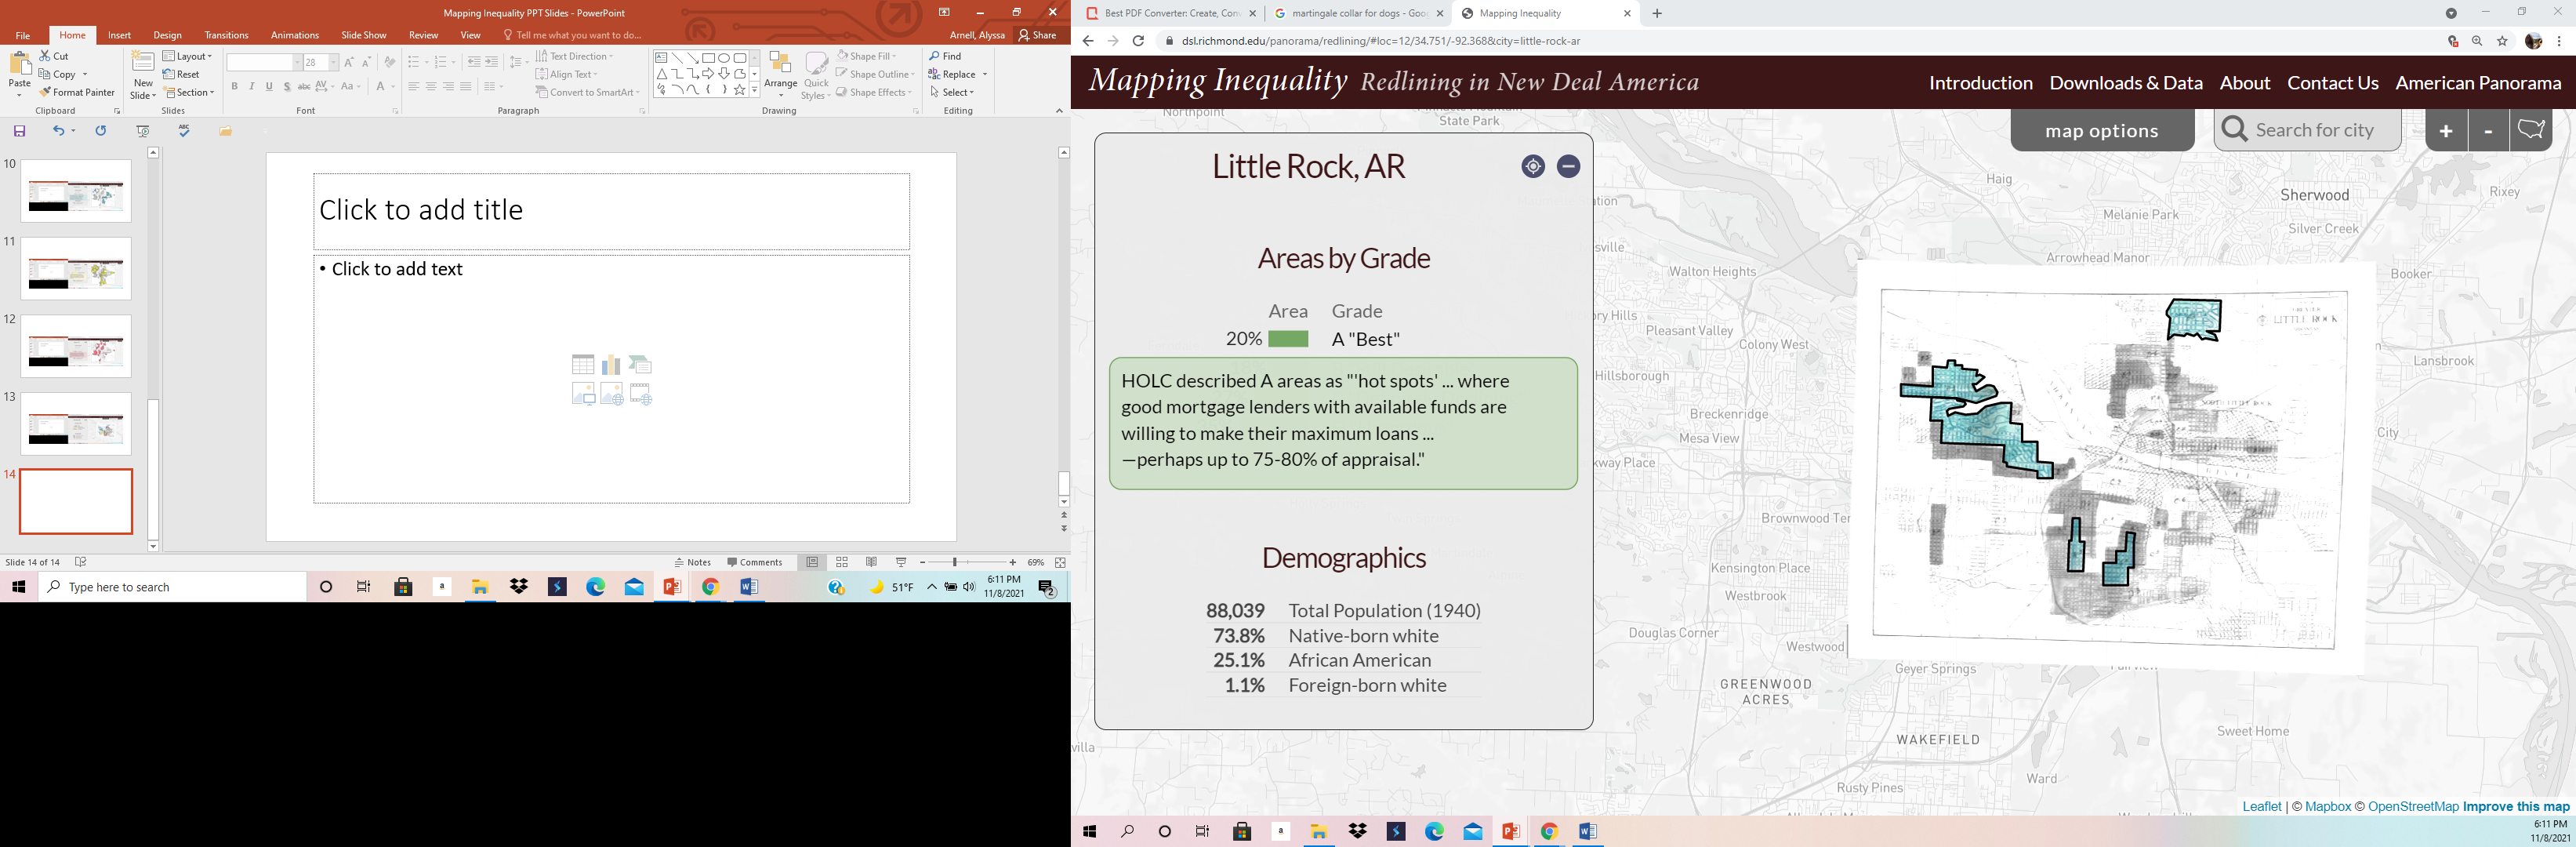 Mapping Inequality PPT Slides - PowerPoint
File Home Insert Design Transitions Animations Slide Show Review View Tell me what you want to do... Arnell, Alyssa Share
Cut
Copy
Format Painter
Paste
Clipboard
New Slide
Layout
Reset
Section
Slides
28
Font
Text Direction
Align Text
Convert to SmartArt
Paragraph
Arrange
Quick Styles
Shape Fill
Shape Outline
Shape Effects
Drawing
Find
Replace
Select
Editing
10
11
12
13
14
Click to add title
• Click to add text
Slide 14 of 14
Notes
Comments
69%
Type here to search
51°F
6:11 PM
11/8/2021
2
Best PDF Converter: Create, Con
martingale collar for dogs - Goo
Mapping Inequality
dsl.richmond.edu/panorama/redlining/#loc=12/34.751/-92.368&city=little-rock-ar
Mapping Inequality Redlining in New Deal America
Introduction Downloads & Data About Contact Us American Panorama
map options
Search for city
+ -
Little Rock, AR
Areas by Grade
Area Grade
20% A "Best"
HOLC described A areas as "'hot spots' ... where
good mortgage lenders with available funds are
willing to make their maximum loans ...
—perhaps up to 75-80% of appraisal."
Demographics
88,039 Total Population (1940)
73.8% Native-born white
25.1% African American
1.1% Foreign-born white
Northpoint
State Park
Haig
Sherwood
Rixey
Melanie Park
Silver Creek
Arrowhead Manor
Booker
Walton Heights
Pleasant Valley
Colony West
Lansbrook
Hillsborough
Breckenridge
Mesa View
City
Kensington Place
Westbrook
Douglas Corner
Westwood
Geyer Springs
GREENWOOD
ACRES
WAKEFIELD
Sweet Home
Ward
Rusty Pines
LITTLE ROCK
Leaflet | © Mapbox © OpenStreetMap Improve this map
6:11 PM
11/8/2021